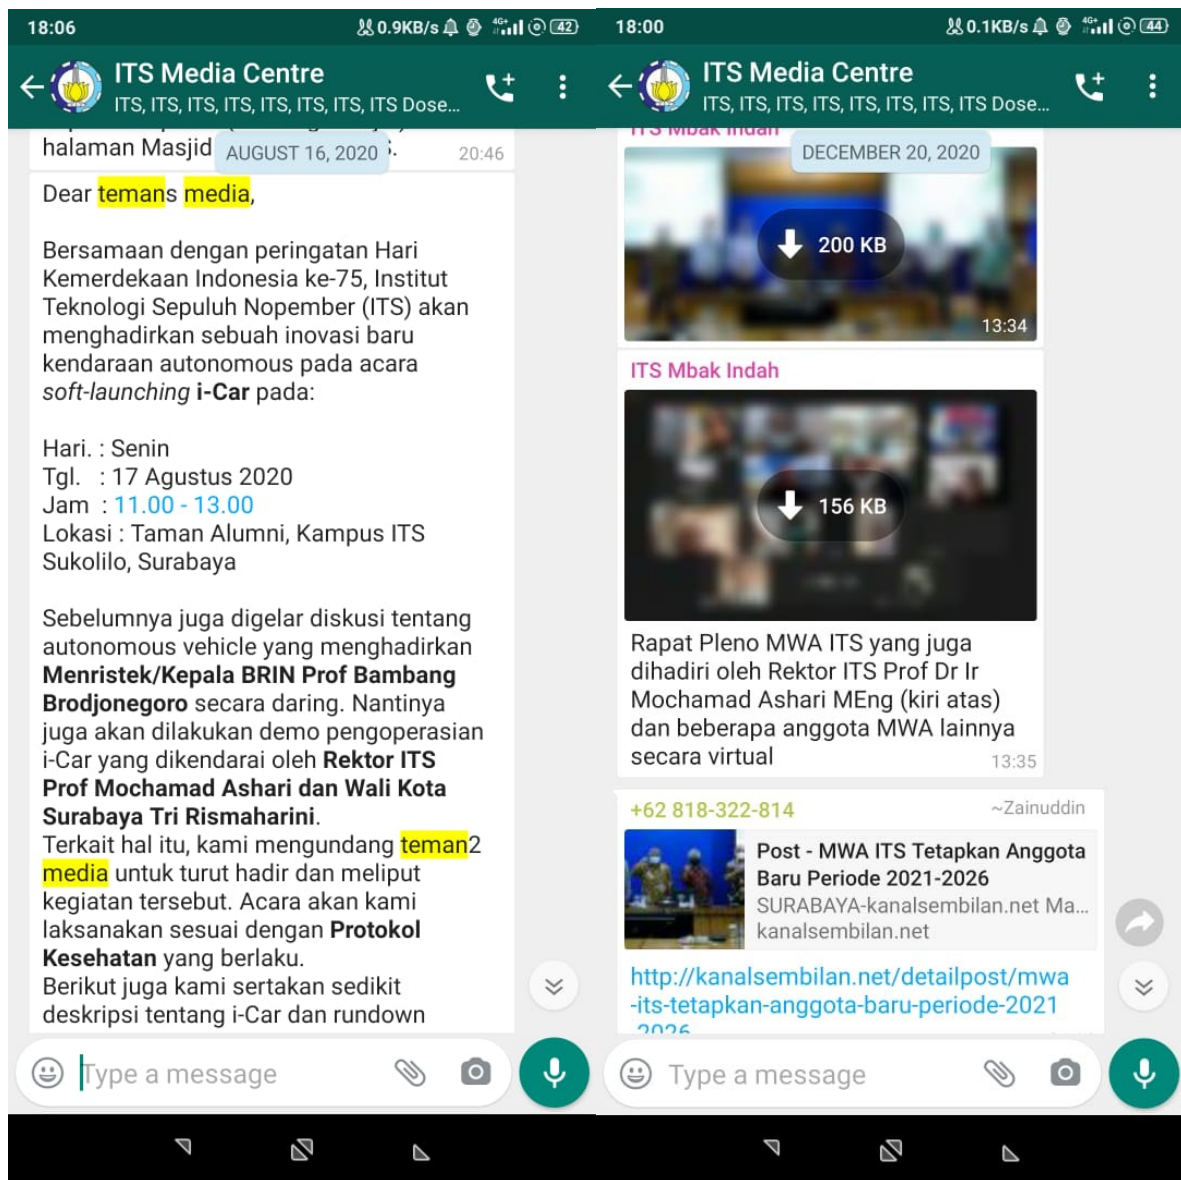 18:06
0.9KB/s
4G+
42
ITS Media Centre
ITS, ITS, ITS, ITS, ITS, ITS, ITS, ITS Dose...
halaman Masjid
S.
AUGUST 16, 2020
20:46
Dear temans media,
Bersamaan dengan peringatan Hari
Kemerdekaan Indonesia ke-75, Institut
Teknologi Sepuluh Nopember (ITS) akan
menghadirkan sebuah inovasi baru
kendaraan autonomous pada acara
soft-launching i-Car pada:
Hari. : Senin
Tgl. : 17 Agustus 2020
Jam : 11.00 - 13.00
Lokasi : Taman Alumni, Kampus ITS
Sukolilo, Surabaya
Sebelumnya juga digelar diskusi tentang
autonomous vehicle yang menghadirkan
Menristek/Kepala BRIN Prof Bambang
Brodjonegoro secara daring. Nantinya
juga akan dilakukan demo pengoperasian
i-Car yang dikendarai oleh Rektor ITS
Prof Mochamad Ashari dan Wali Kota
Surabaya Tri Rismaharini.
Terkait hal itu, kami mengundang teman2
media untuk turut hadir dan meliput
kegiatan tersebut. Acara akan kami
laksanakan sesuai dengan Protokol
Kesehatan yang berlaku.
Berikut juga kami sertakan sedikit
deskripsi tentang i-Car dan rundown
Type a message
18:00
0.1KB/s
4G+
44
ITS Media Centre
ITS, ITS, ITS, ITS, ITS, ITS, ITS, ITS Dose...
ITS Mbak Indah
DECEMBER 20, 2020
200 KB
13:34
ITS Mbak Indah
156 KB
Rapat Pleno MWA ITS yang juga
dihadiri oleh Rektor ITS Prof Dr Ir
Mochamad Ashari MEng (kiri atas)
dan beberapa anggota MWA lainnya
secara virtual
13:35
+62 818-322-814
~Zainuddin
Post - MWA ITS Tetapkan Anggota
Baru Periode 2021-2026
SURABAYA-kanalsembilan.net Ma...
kanalsembilan.net
http://kanalsembilan.net/detailpost/mwa
-its-tetapkan-anggota-baru-periode-2021
-2026
Type a message